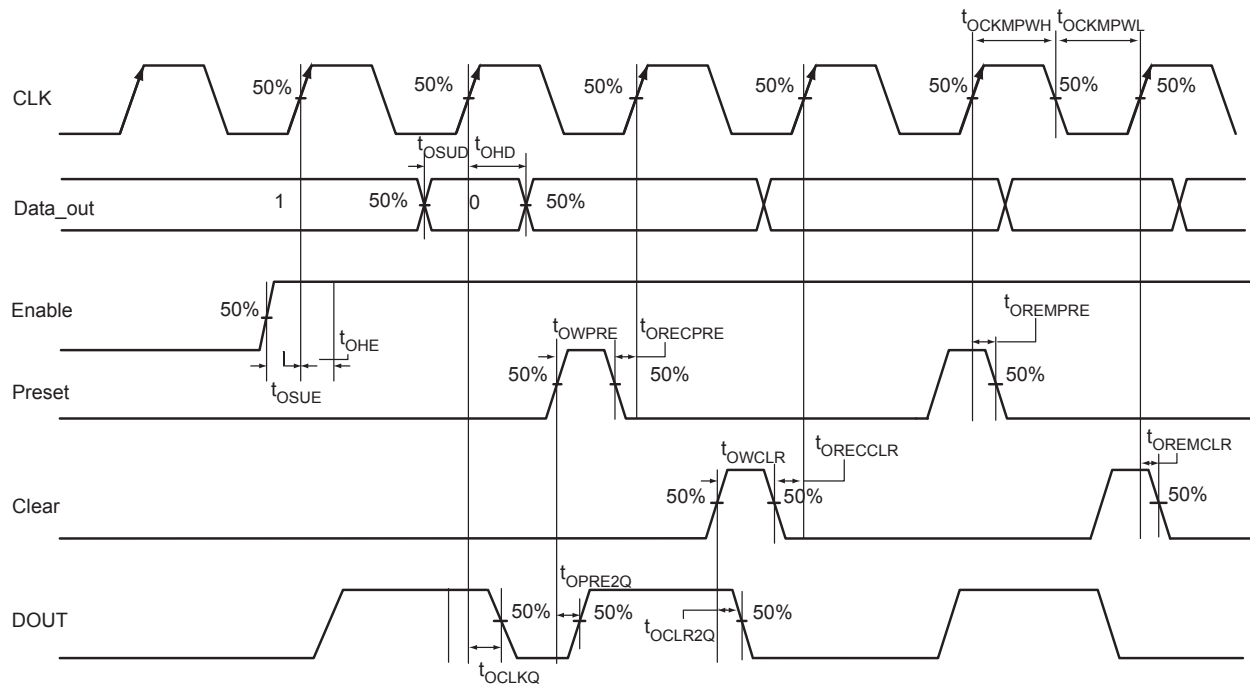 tOCKMPWH tOCKMPWL
CLK
50% 50% 50% 50% 50% 50% 50%
tOSUD tOHD
Data_out
1 50% 0 50%
Enable
50%
tOHE
tOSUE
tOWPRE tORECPRE
tOREMPRE
Preset
50% 50% 50%
tOWCLR tORECCLR
tOREMCLR
Clear
50% 50% 50%
tOPRE2Q
DOUT
50% 50% 50%
tOCLR2Q
tOCLKQ